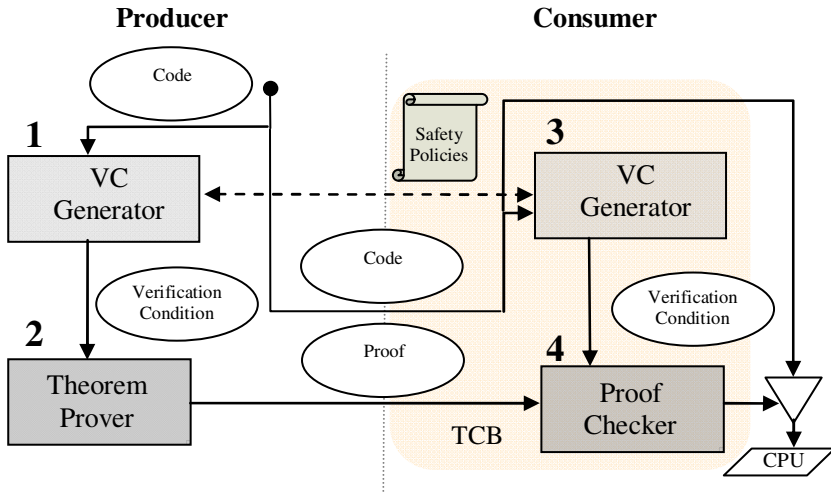 Producer
Consumer
Code
1
VC
Generator
Safety
Policies
3
VC
Generator
Code
Verification
Condition
Verification
Condition
2
Theorem
Prover
Proof
4
Proof
Checker
TCB
CPU